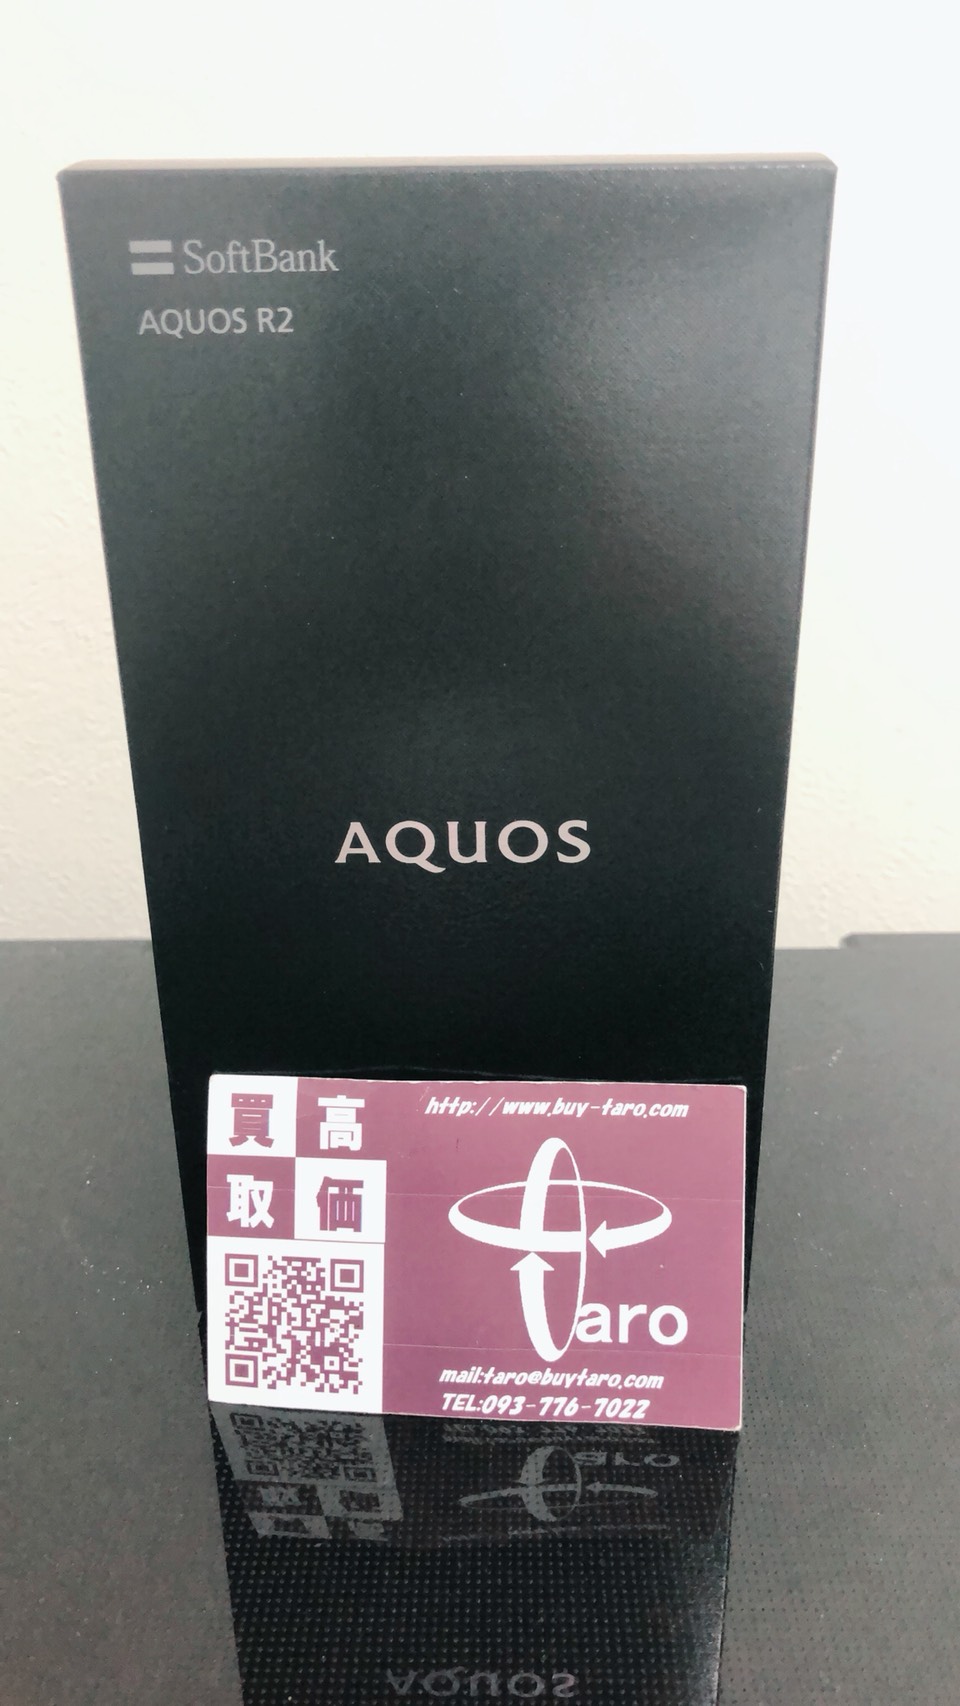 SoftBank
AQUOS R2
AQUOS
買 高
取 価
http://www.buy-taro.com
taro
mail:taro@buytaro.com
TEL:093-776-7022